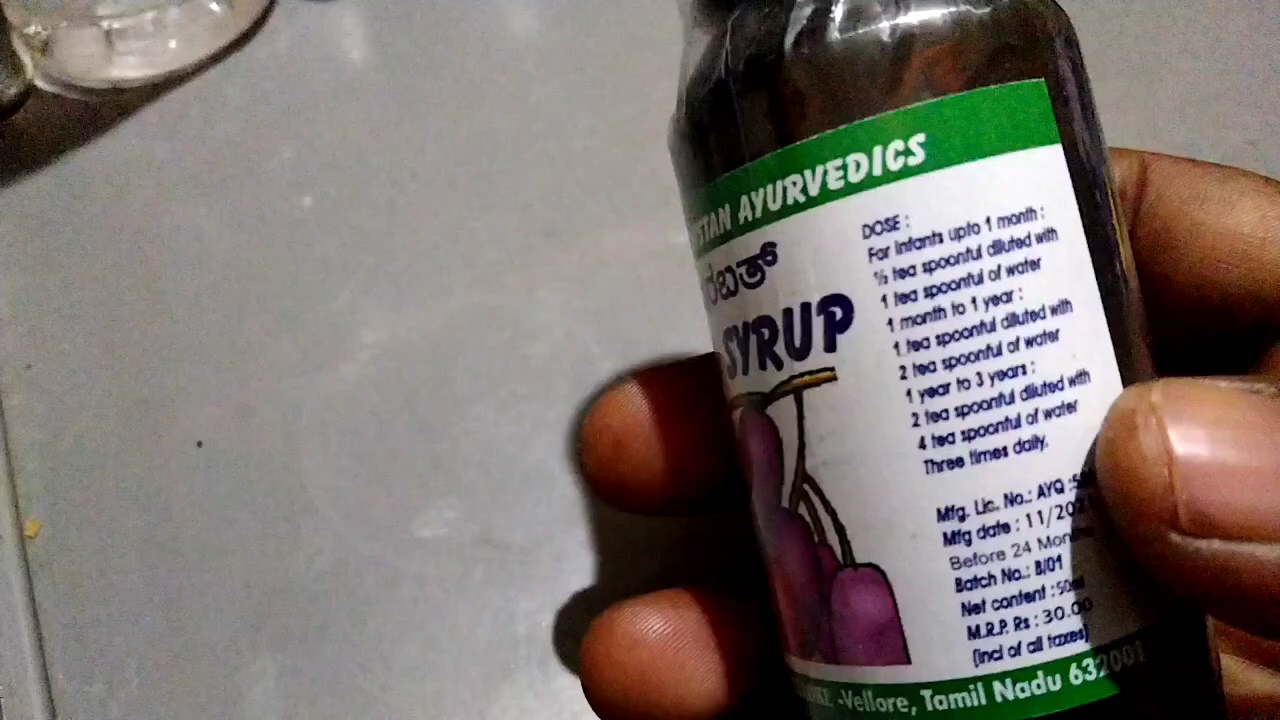 AYURVEDICS
SYRUP
DOSE :
For infants upto 1 month :
½ tea spoonful diluted with
1 tea spoonful of water
1 month to 1 year :
1 tea spoonful diluted with
2 tea spoonful of water
1 year to 3 years :
2 tea spoonful diluted with
4 tea spoonful of water
Three times daily.
Mfg. Lic. No.: AYQ :
Mfg date : 11/
Before 24
Batch No.: B/01
Net content :
M.R.P. Rs : 30.00
(incl of all taxes)
-Vellore, Tamil Nadu 632001